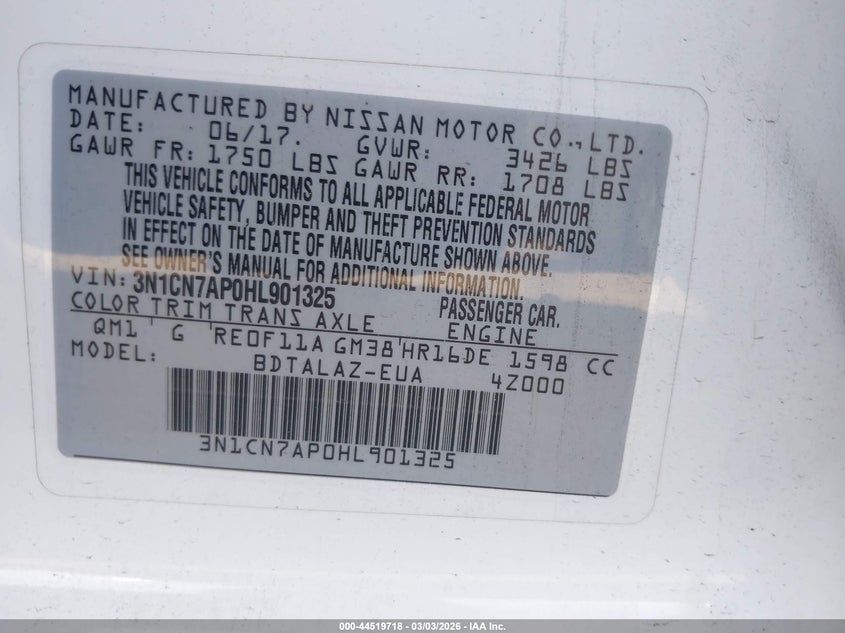 MANUFACTURED BY NISSAN MOTOR CO.,LTD.
DATE: 06/17. GVWR: 3426 LBS
GAWR FR: 1750 LBS GAWR RR: 1708 LBS
THIS VEHICLE CONFORMS TO ALL APPLICABLE FEDERAL MOTOR
VEHICLE SAFETY, BUMPER AND THEFT PREVENTION STANDARDS
IN EFFECT ON THE DATE OF MANUFACTURE SHOWN ABOVE.
SEE OWNER'S MANUAL FOR ADDITIONAL INFORMATION.
VIN: 3N1CN7AP0HL901325 PASSENGER CAR.
COLOR TRIM TRANS AXLE ENGINE
QM1 ' G 'RE0F11A GM38'HR16DE 1598 CC
MODEL: BDTALAZ-EUA 4Z000
3N1CN7AP0HL901325
000-44519718 - 03/03/2026 - IAA Inc.